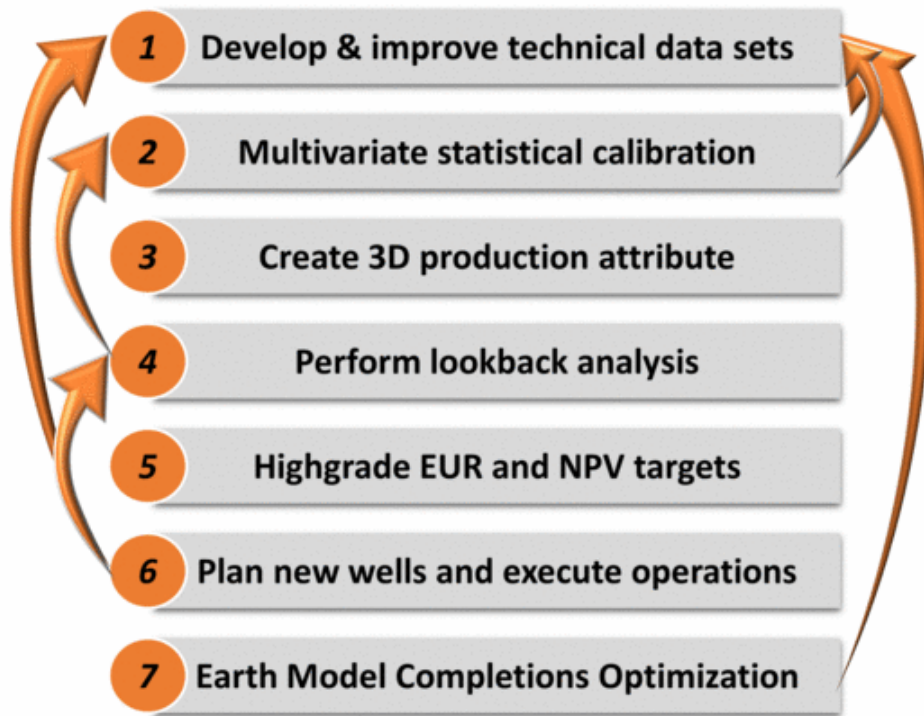 1 Develop & improve technical data sets
2 Multivariate statistical calibration
3 Create 3D production attribute
4 Perform lookback analysis
5 Highgrade EUR and NPV targets
6 Plan new wells and execute operations
7 Earth Model Completions Optimization